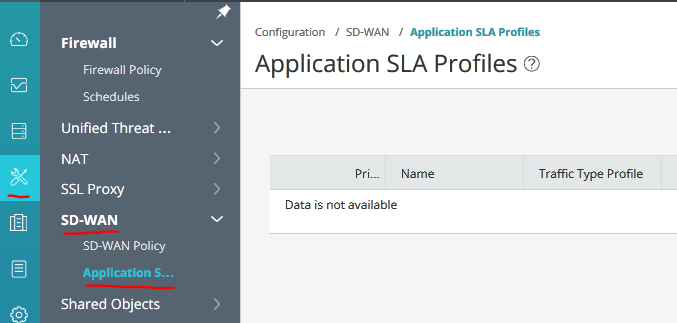 Firewall
Firewall Policy
Schedules
Unified Threat ...
NAT
SSL Proxy
SD-WAN
SD-WAN Policy
Application S...
Shared Objects
Configuration / SD-WAN / Application SLA Profiles
Application SLA Profiles ?
Pri... Name Traffic Type Profile
Data is not available